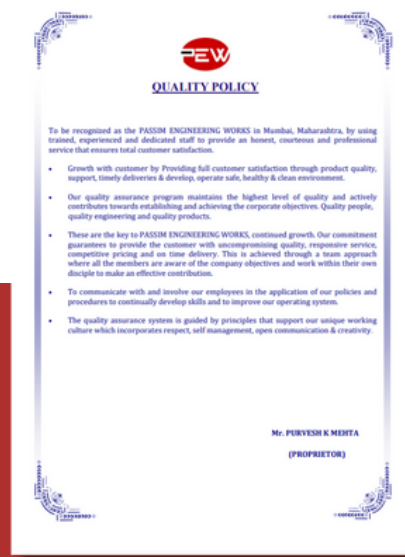 PEW
QUALITY POLICY
To be recognized as the PASSIM ENGINEERING WORKS in Mumbai, Maharashtra, by using
trained, experienced and dedicated staff to provide an honest, courteous and professional
service that ensures total customer satisfaction.
• Growth with customer by Providing full customer satisfaction through product quality,
support, timely deliveries & develop, operate safe, healthy & clean environment.
• Our quality assurance program maintains the highest level of quality and actively
contributes towards establishing and achieving the corporate objectives. Quality people,
quality engineering and quality products.
• These are the key to PASSIM ENGINEERING WORKS, continued growth. Our commitment
guarantees to provide the customer with uncompromising quality, responsive service,
competitive pricing and on time delivery. This is achieved through a team approach
where all the members are aware of the company objectives and work within their own
disciple to make an effective contribution.
• To communicate with and involve our employees in the application of our policies and
procedures to continually develop skills and to improve our operating system.
• The quality assurance system is guided by principles that support our unique working
culture which incorporates respect, self management, open communication & creativity.
Mr. PURVESH K MEHTA
(PROPRIETOR)